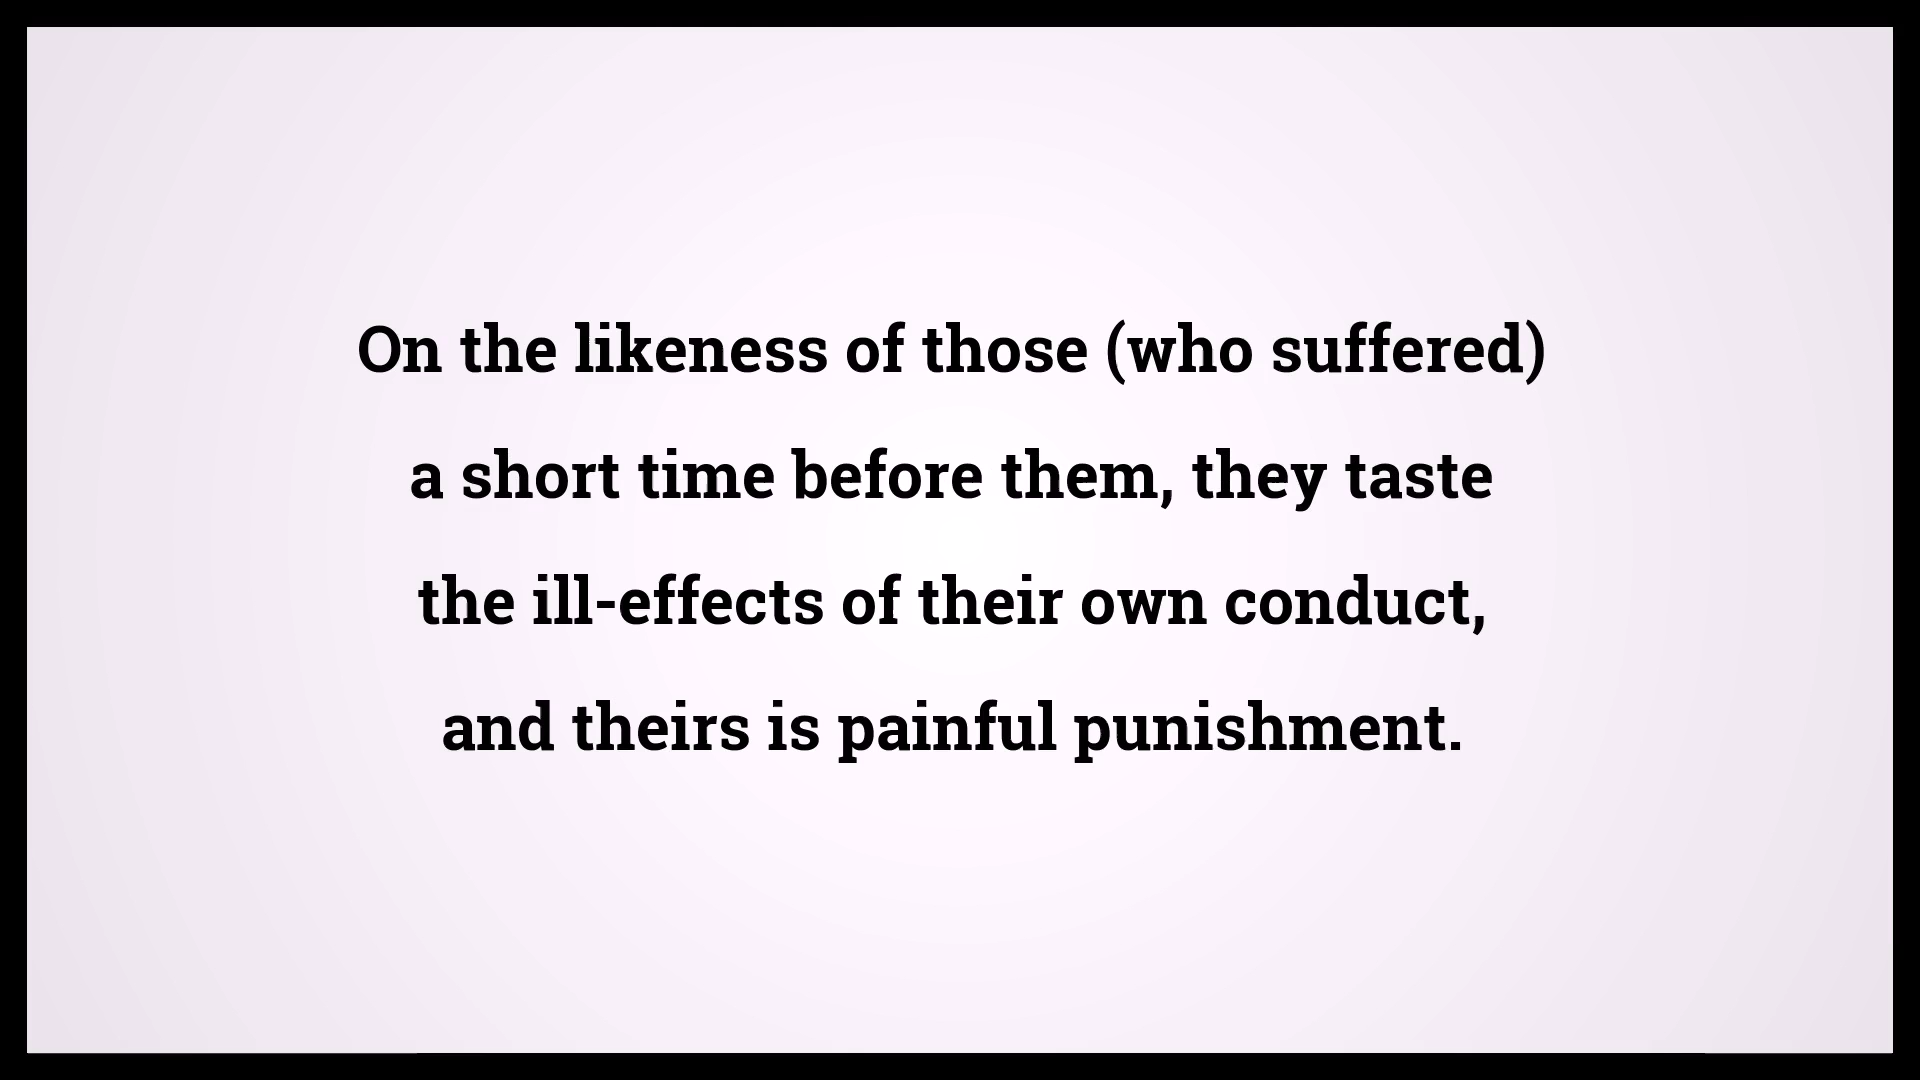 On the likeness of those (who suffered)
a short time before them, they taste
the ill-effects of their own conduct,
and theirs is painful punishment.